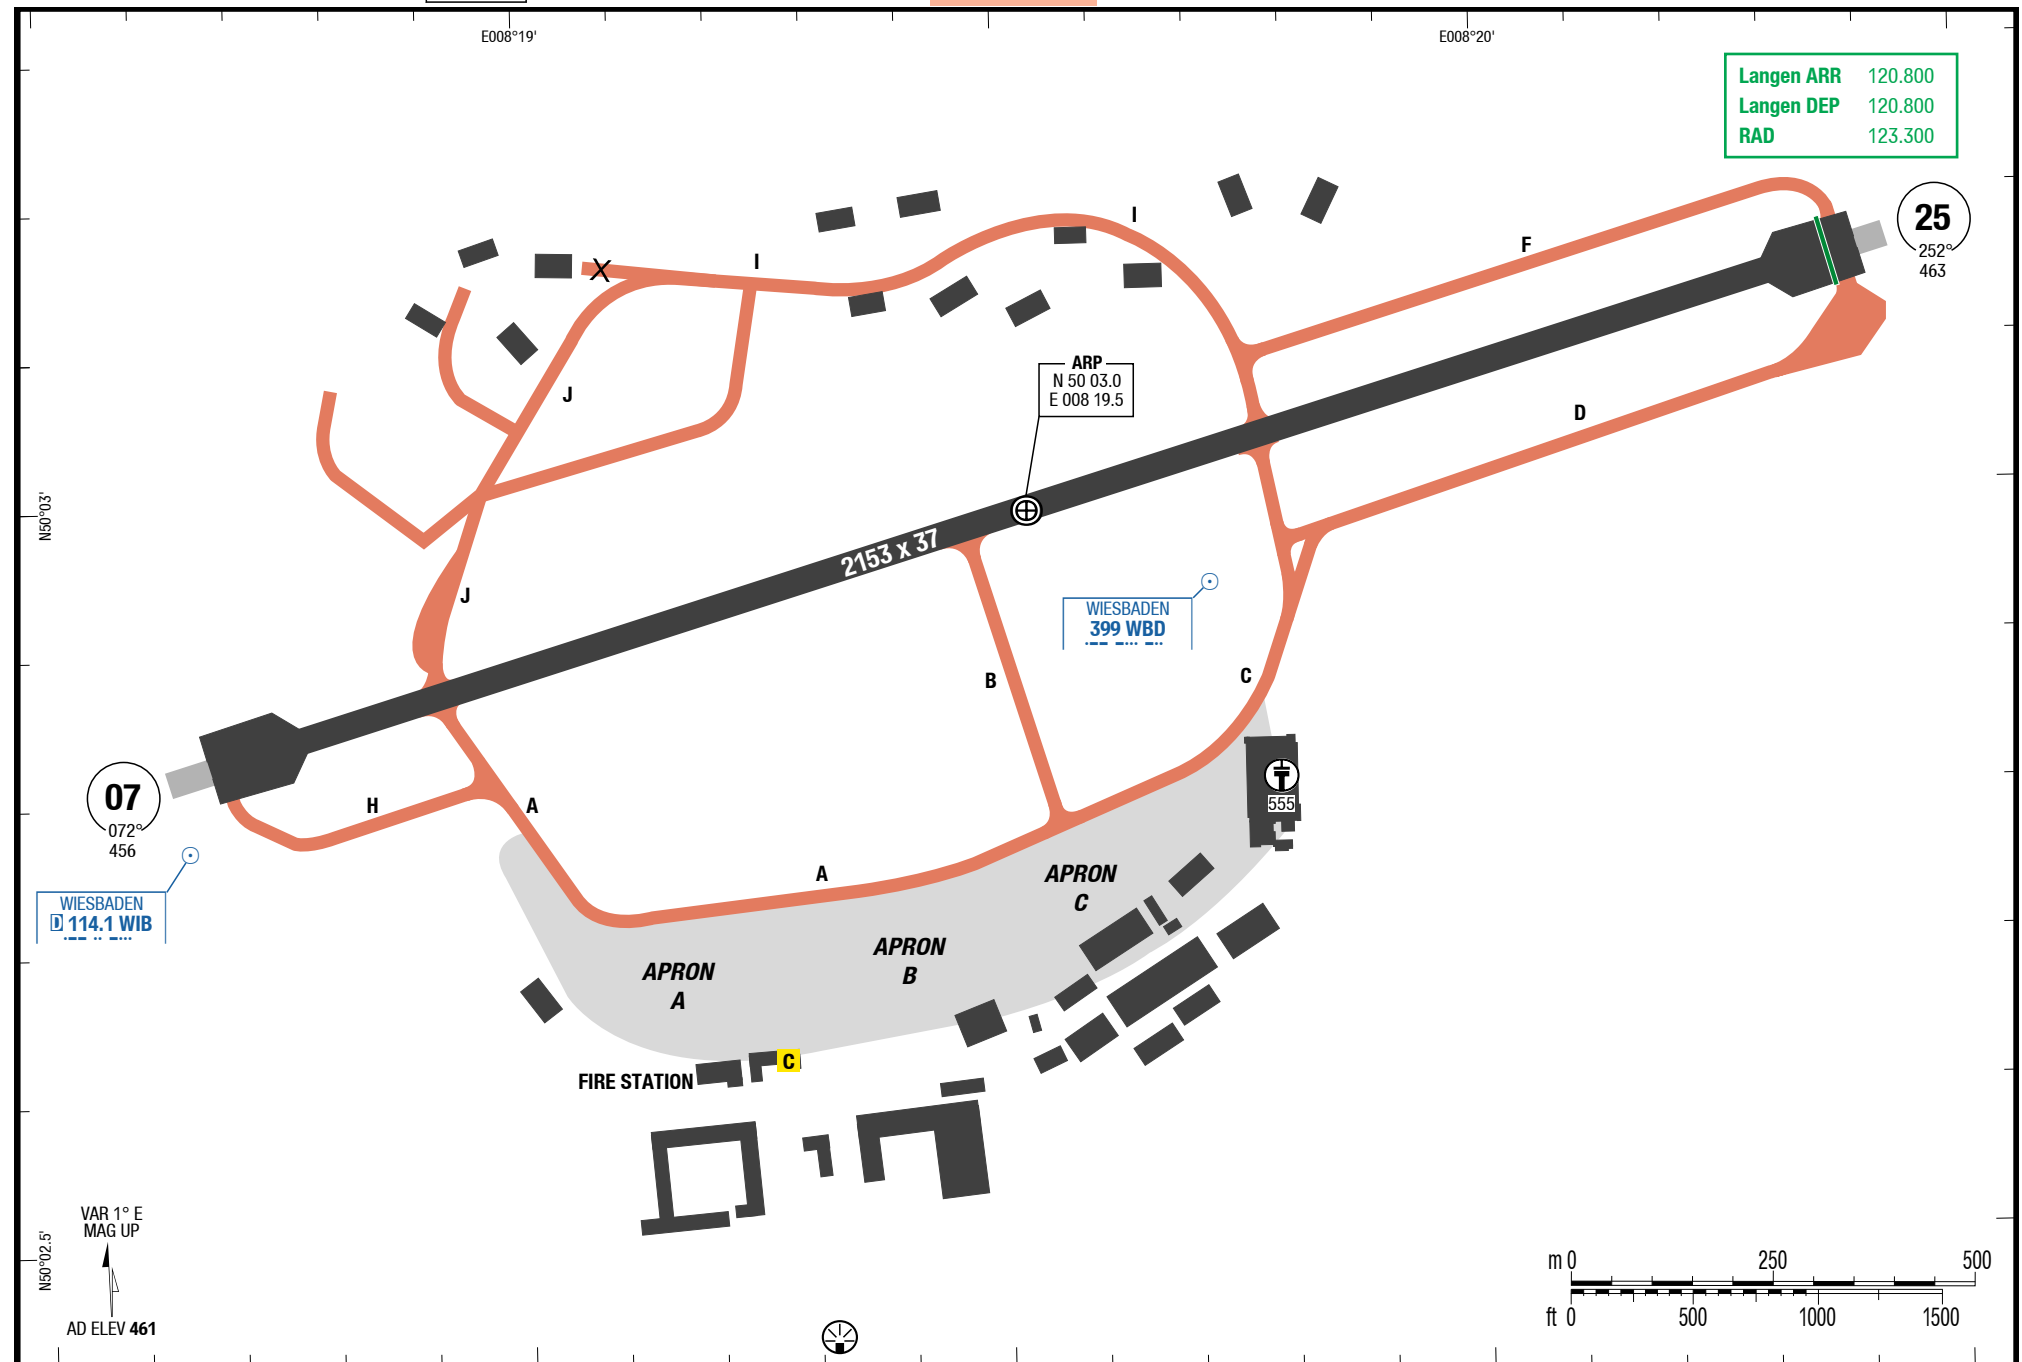 E008°19'
E008°20'
Langen ARR 120.800
Langen DEP 120.800
RAD 123.300
25
252°
463
I
I
F
X
ARP
N 50 03.0
E 008 19.5
J
D
N50°03'
2153 x 37
J
WIESBADEN
399 WBD
B
C
07
072°
456
H
A
555
A
APRON
C
WIESBADEN
D 114.1 WIB
APRON
B
APRON
A
C
FIRE STATION
VAR 1° E
MAG UP
N50°02.5'
AD ELEV 461
m 0 250 500
ft 0 500 1000 1500